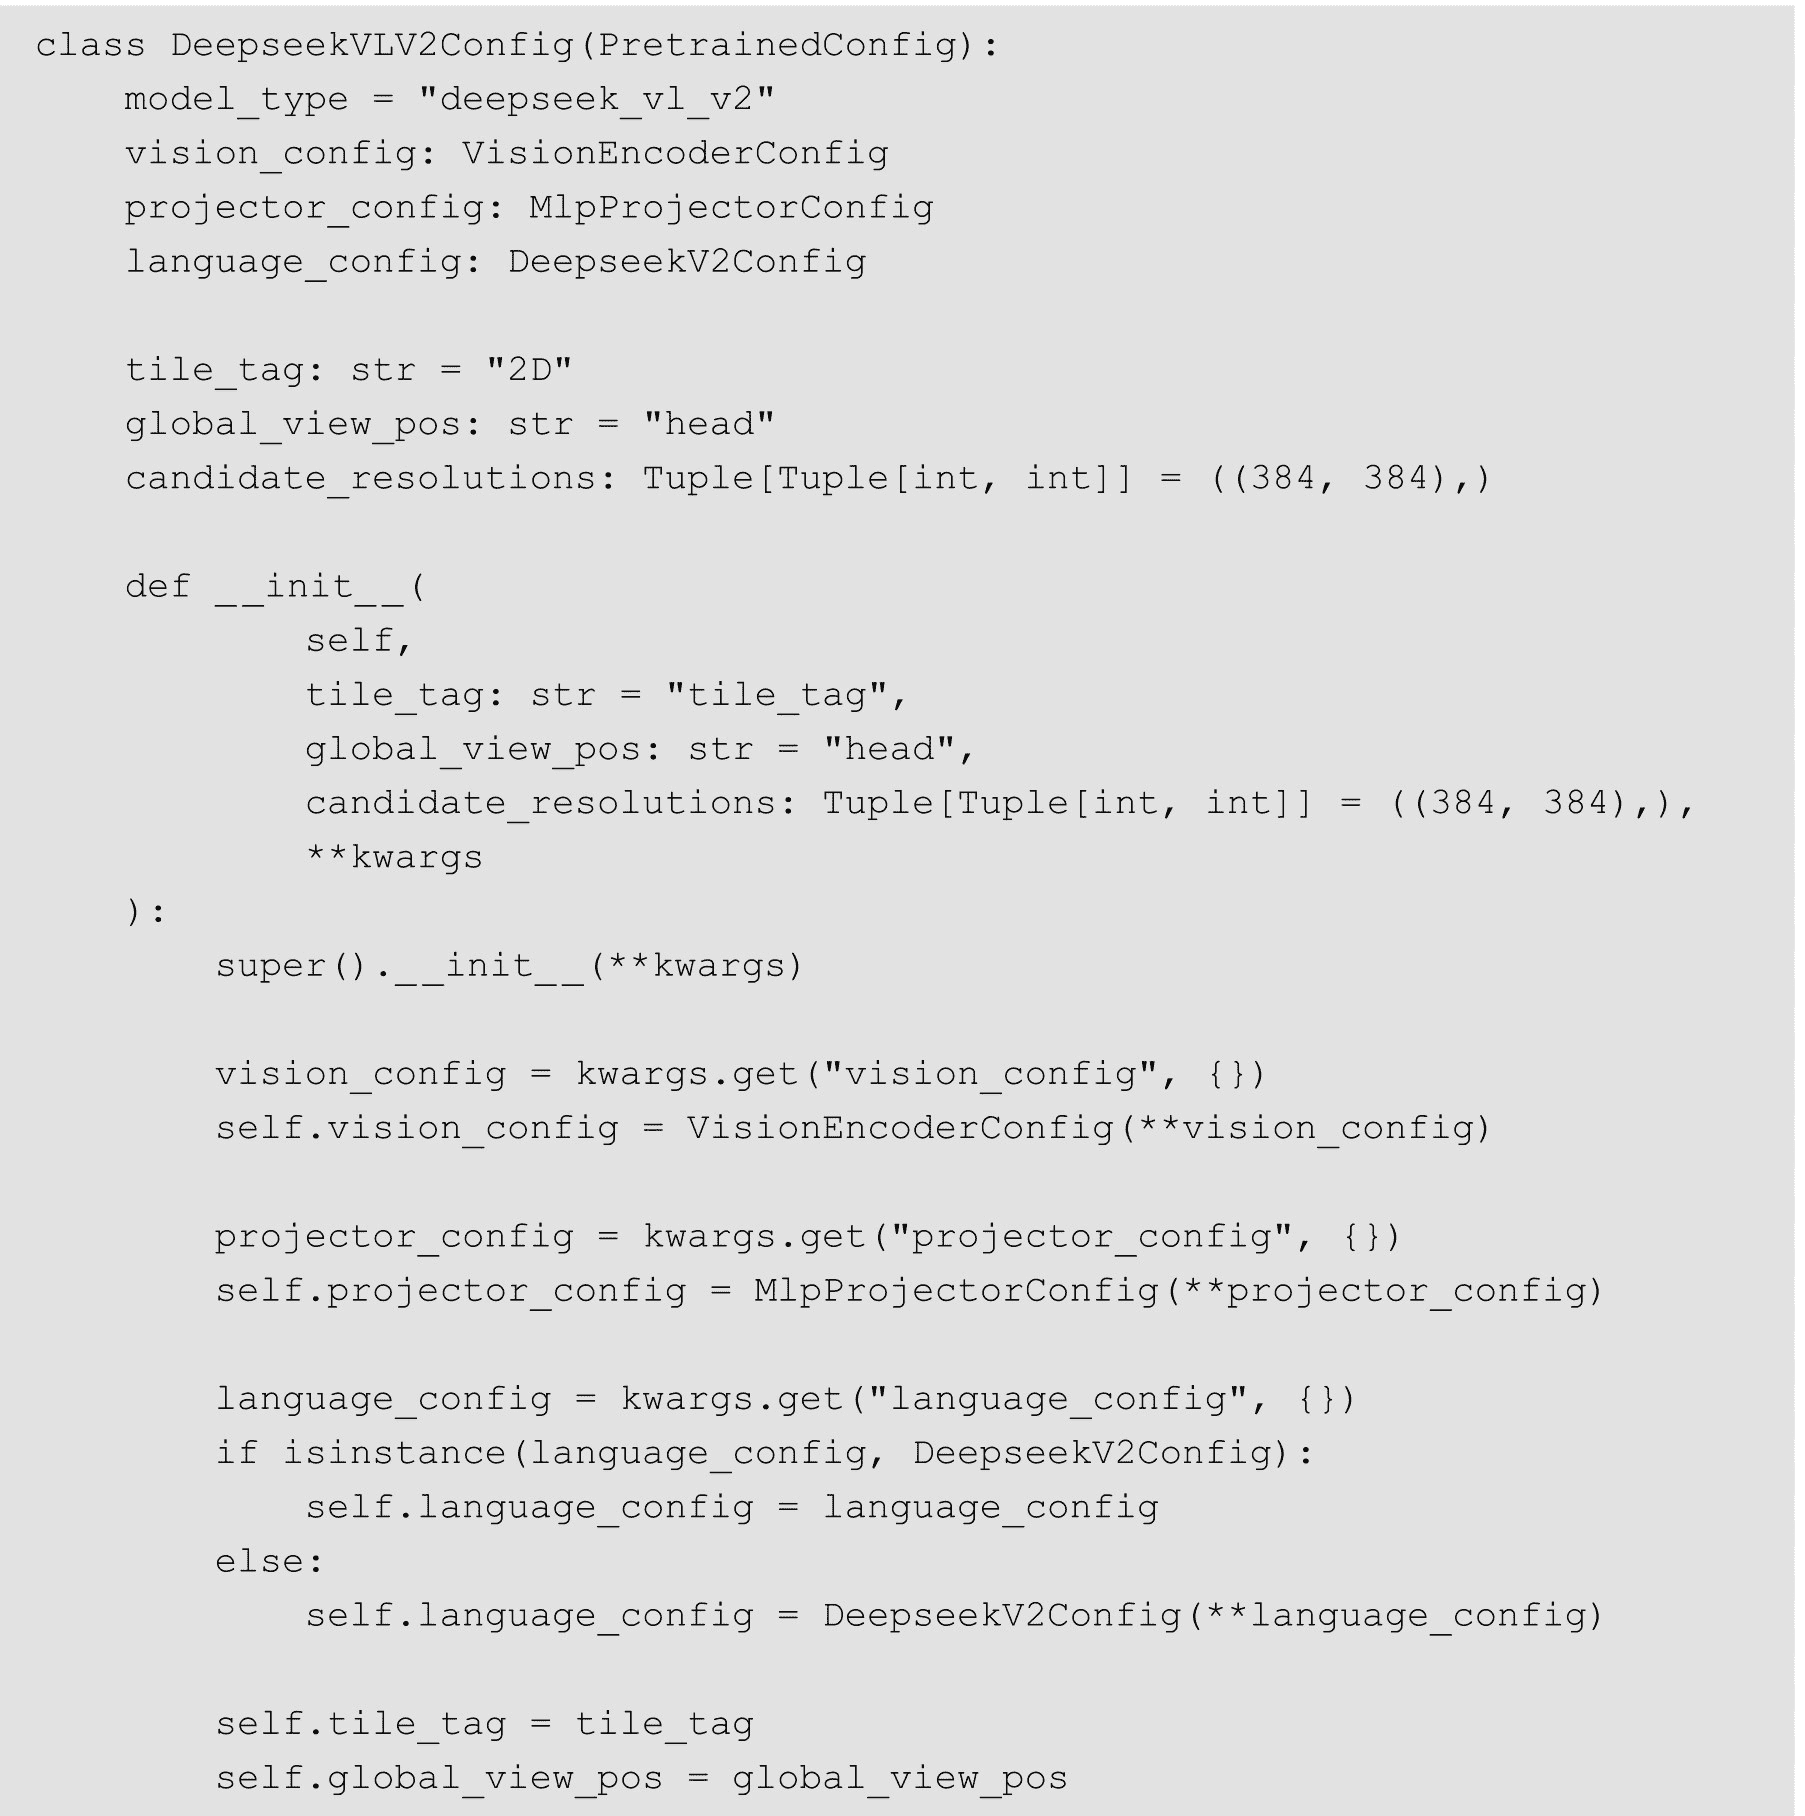 class DeepseekVLV2Config(PretrainedConfig):
    model_type = "deepseek_vl_v2"
    vision_config: VisionEncoderConfig
    projector_config: MlpProjectorConfig
    language_config: DeepseekV2Config

    tile_tag: str = "2D"
    global_view_pos: str = "head"
    candidate_resolutions: Tuple[Tuple[int, int]] = ((384, 384),)

    def __init__(
            self,
            tile_tag: str = "tile_tag",
            global_view_pos: str = "head",
            candidate_resolutions: Tuple[Tuple[int, int]] = ((384, 384),),
            **kwargs
    ):
        super().__init__(**kwargs)

        vision_config = kwargs.get("vision_config", {})
        self.vision_config = VisionEncoderConfig(**vision_config)

        projector_config = kwargs.get("projector_config", {})
        self.projector_config = MlpProjectorConfig(**projector_config)

        language_config = kwargs.get("language_config", {})
        if isinstance(language_config, DeepseekV2Config):
            self.language_config = language_config
        else:
            self.language_config = DeepseekV2Config(**language_config)

        self.tile_tag = tile_tag
        self.global_view_pos = global_view_pos